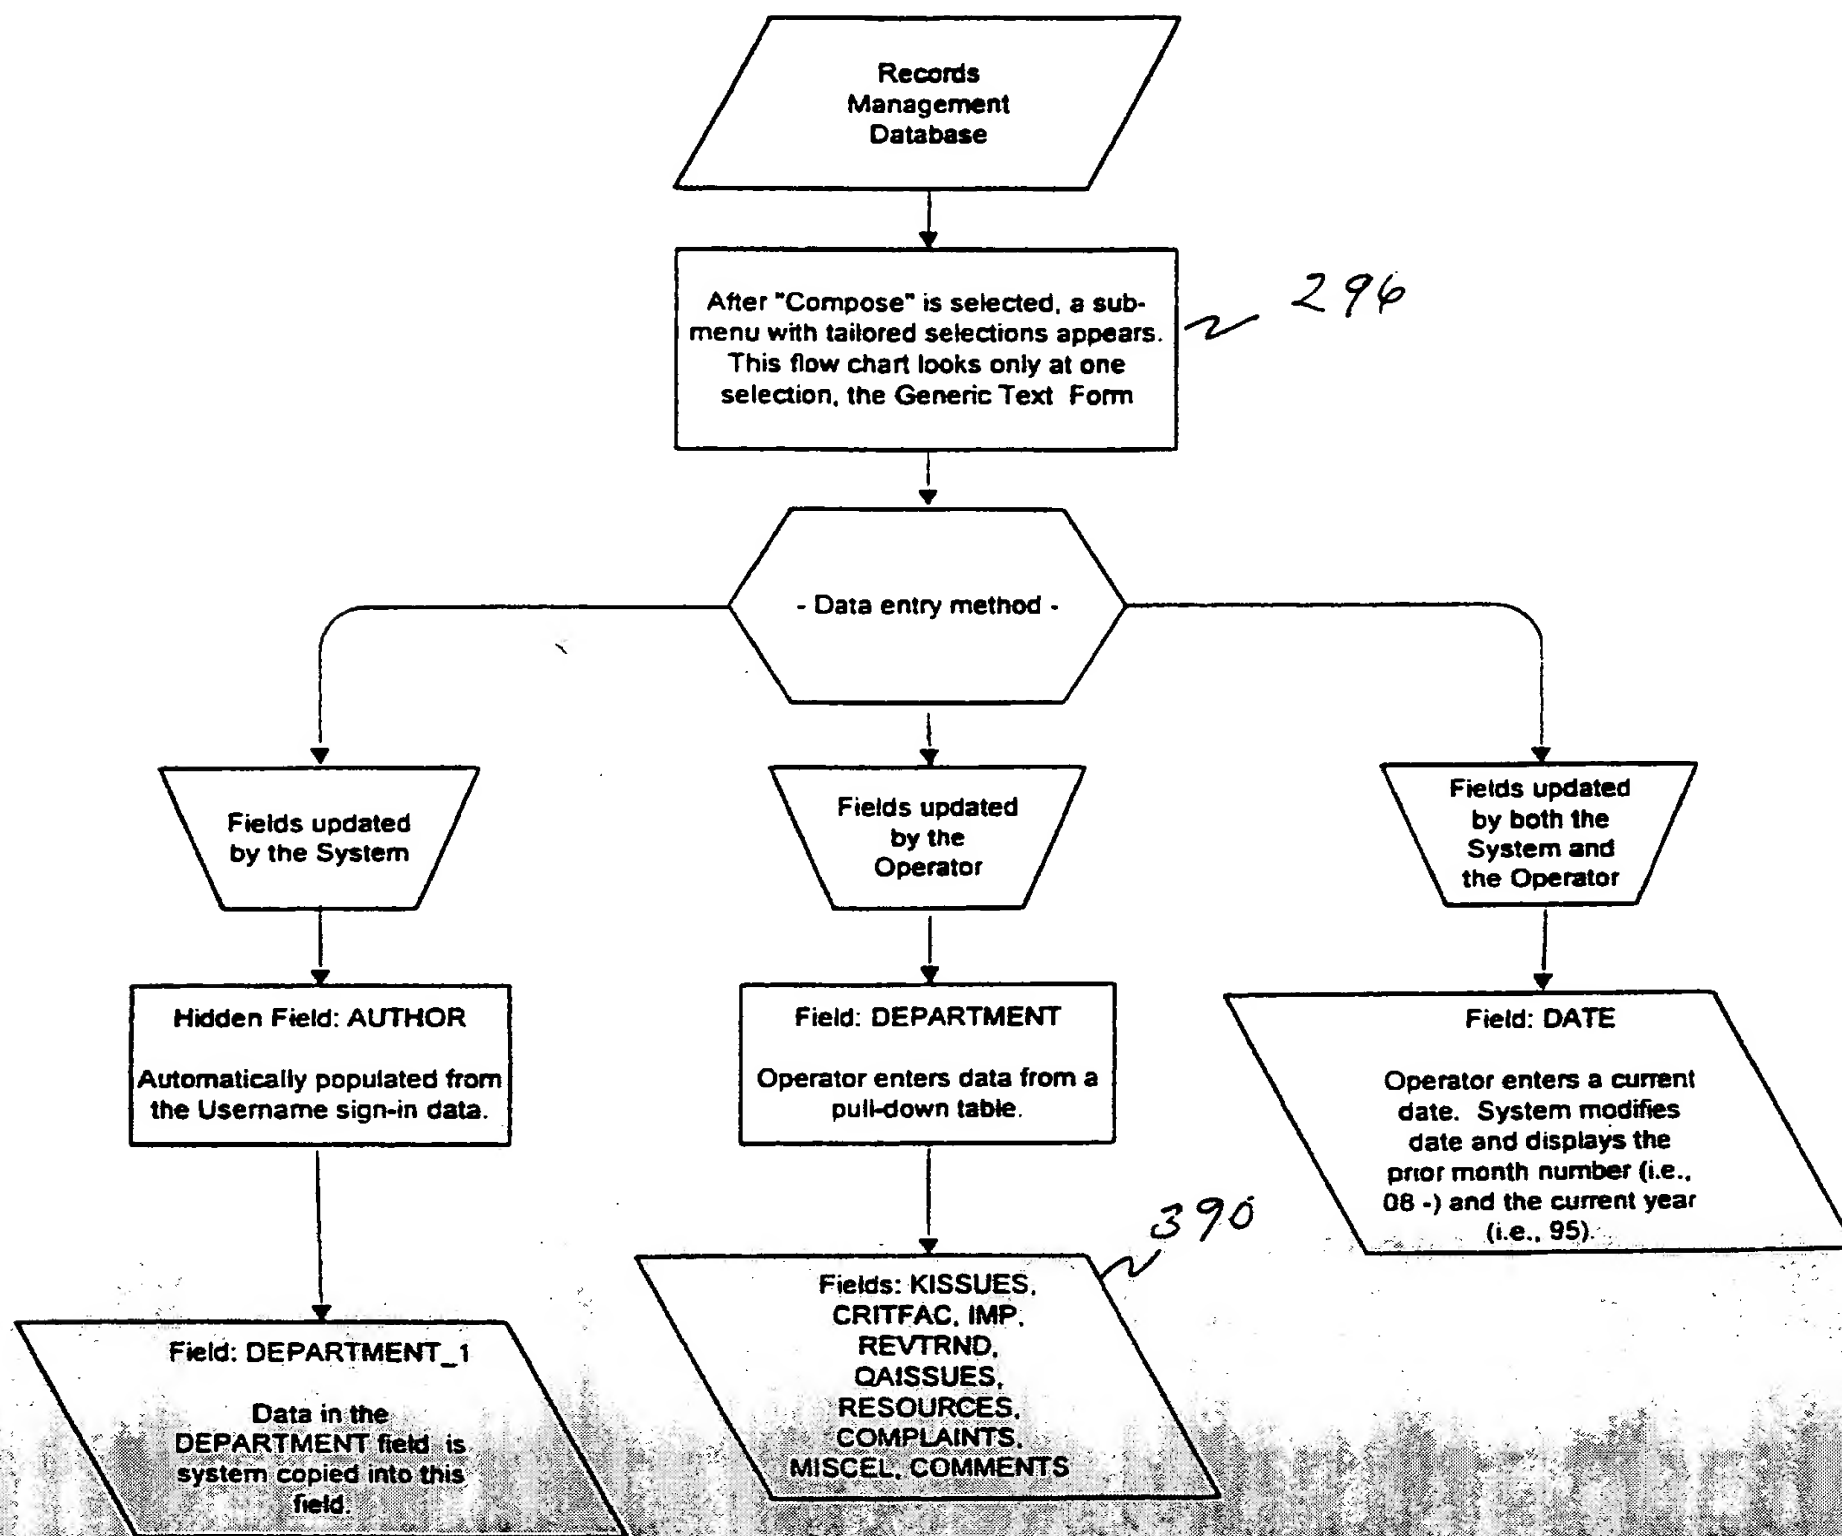 Records
Management
Database
After "Compose" is selected, a sub-
menu with tailored selections appears.
This flow chart looks only at one
selection, the Generic Text Form
296
- Data entry method -
Fields updated
by the System
Fields updated
by the
Operator
Fields updated
by both the
System and
the Operator
Hidden Field: AUTHOR
Automatically populated from
the Username sign-in data.
Field: DEPARTMENT
Operator enters data from a
pull-down table.
Field: DATE
Operator enters a current
date. System modifies
date and displays the
prior month number (i.e.,
08 -) and the current year
(i.e., 95).
390
Field: DEPARTMENT_1
Data in the
DEPARTMENT field is
system copied into this
field.
Fields: KISSUES,
CRITFAC, IMP,
REVTRND,
QAISSUES,
RESOURCES,
COMPLAINTS,
MISCEL, COMMENTS